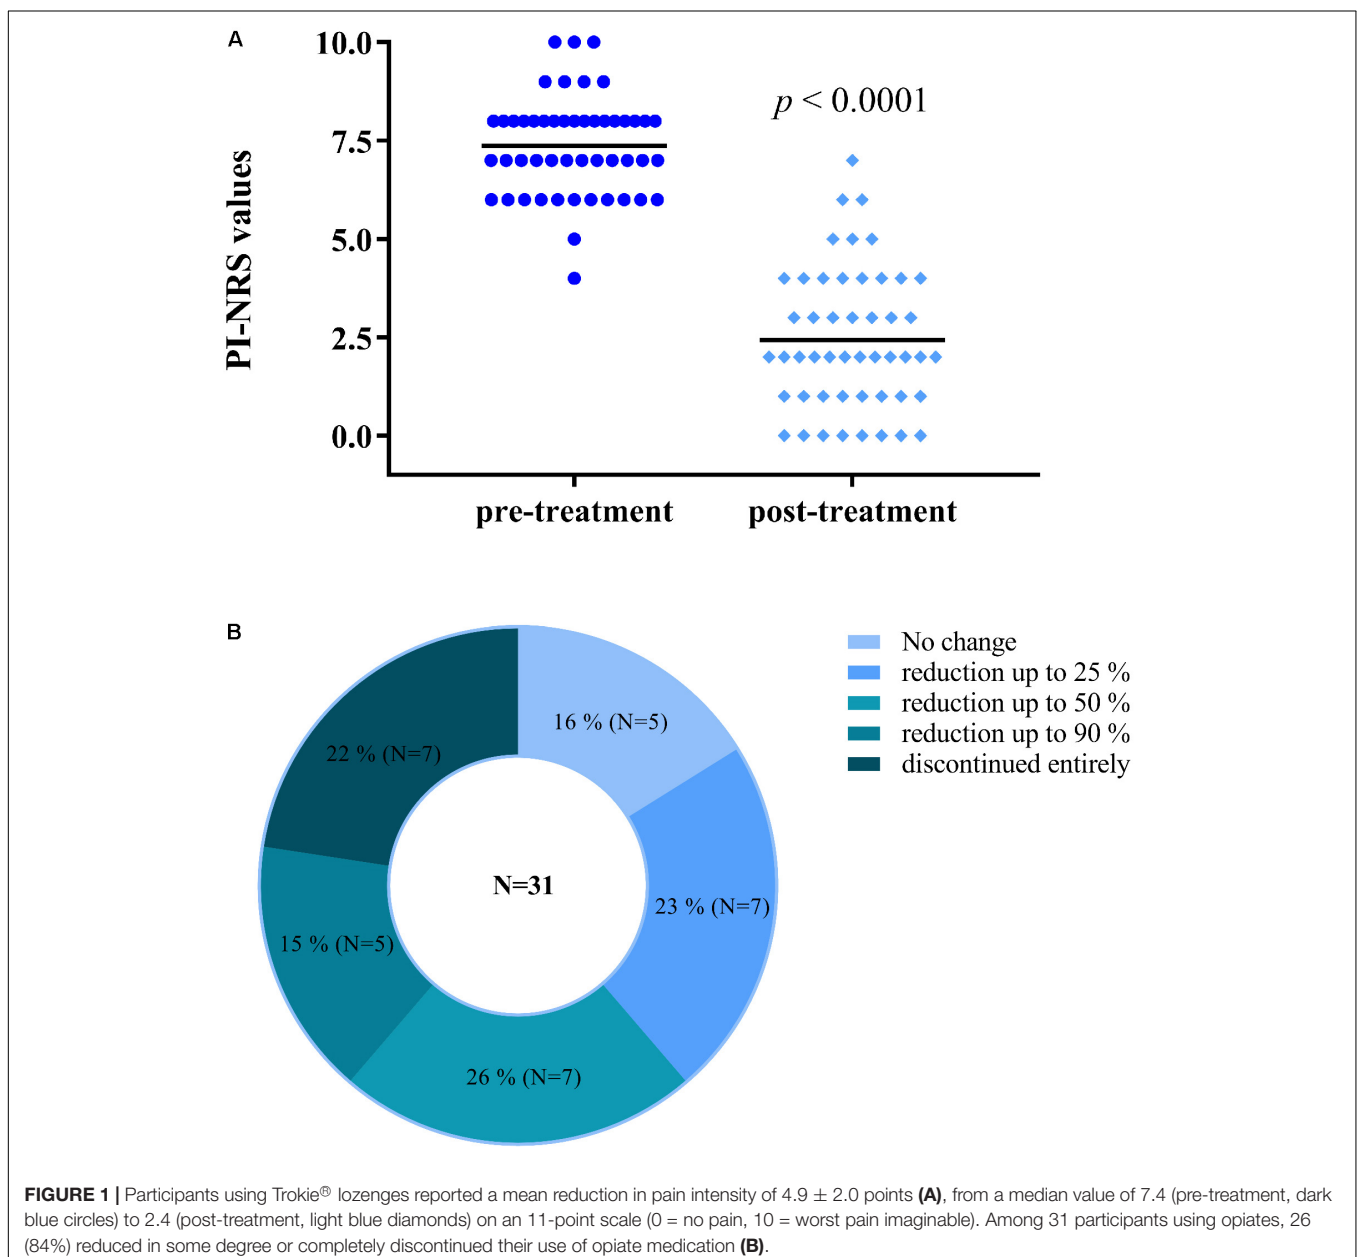 A
10.0
7.5
5.0
2.5
0.0
PI-NRS values
p < 0.0001
pre-treatment
post-treatment
B
16 % (N=5)
23 % (N=7)
26 % (N=7)
15 % (N=5)
22 % (N=7)
N=31
No change
reduction up to 25 %
reduction up to 50 %
reduction up to 90 %
discontinued entirely
FIGURE 1 | Participants using Trokie® lozenges reported a mean reduction in pain intensity of 4.9 ± 2.0 points (A), from a median value of 7.4 (pre-treatment, dark
blue circles) to 2.4 (post-treatment, light blue diamonds) on an 11-point scale (0 = no pain, 10 = worst pain imaginable). Among 31 participants using opiates, 26
(84%) reduced in some degree or completely discontinued their use of opiate medication (B).